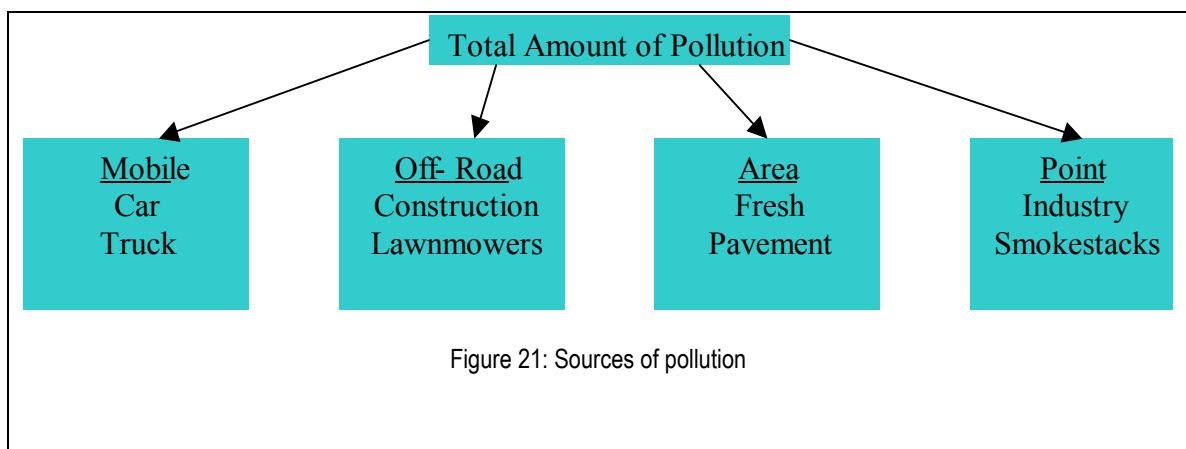 Total Amount of Pollution
Mobile
Car
Truck
Off- Road
Construction
Lawnmowers
Area
Fresh
Pavement
Point
Industry
Smokestacks
Figure 21: Sources of pollution